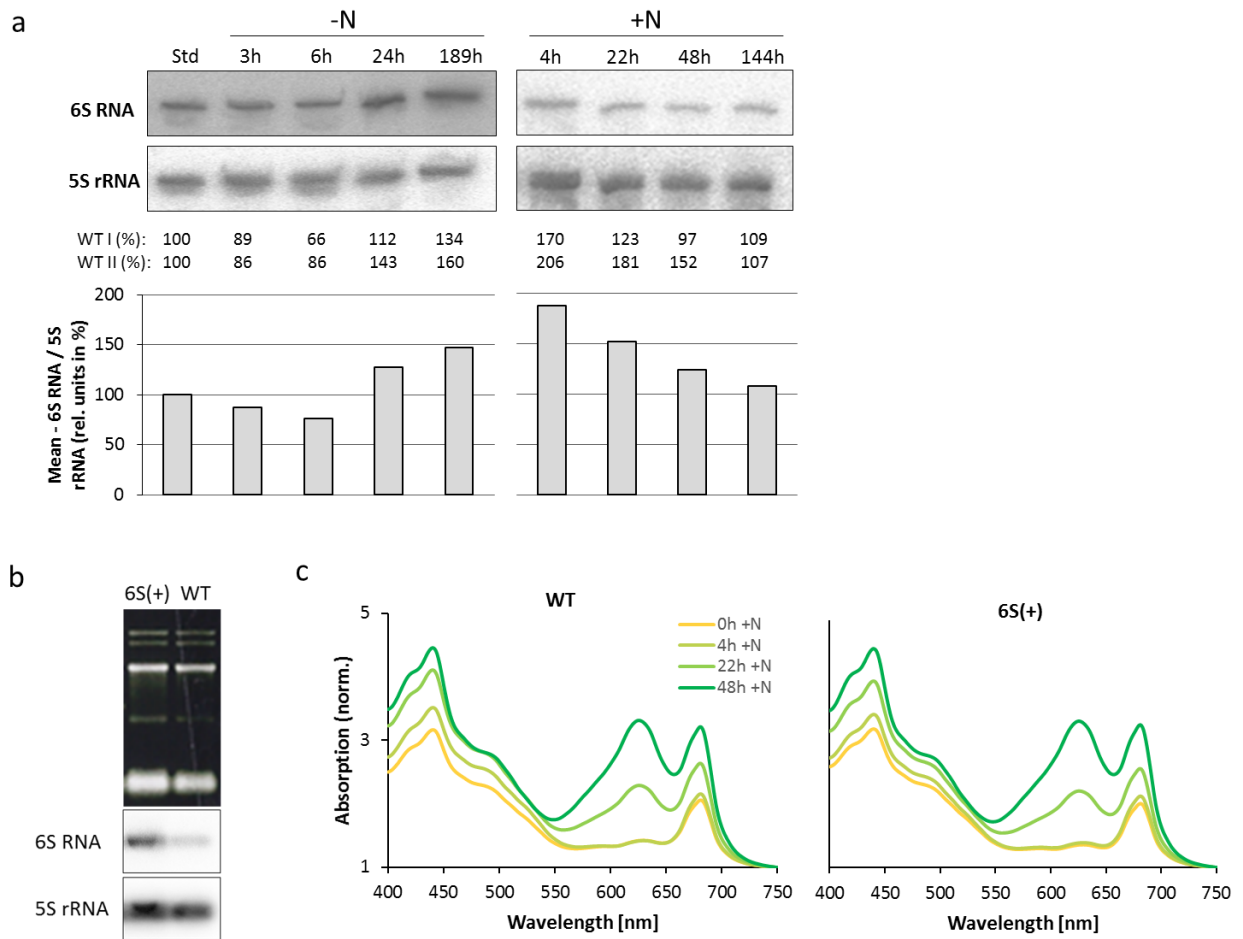 a
-N +N
Std 3h 6h 24h 189h 4h 22h 48h 144h
6S RNA
5S rRNA
WT I (%): 100 89 66 112 134 170 123 97 109
WT II (%): 100 86 86 143 160 206 181 152 107
Mean - 6S RNA / 5S
rRNA (rel. units in %)
200
150
100
50
0
b
6S(+) WT
6S RNA
5S rRNA
c
WT
6S(+)
0h +N
4h +N
22h +N
48h +N
Absorption (norm.)
5
3
1
400 450 500 550 600 650 700 750
400 450 500 550 600 650 700 750
Wavelength [nm]
Wavelength [nm]